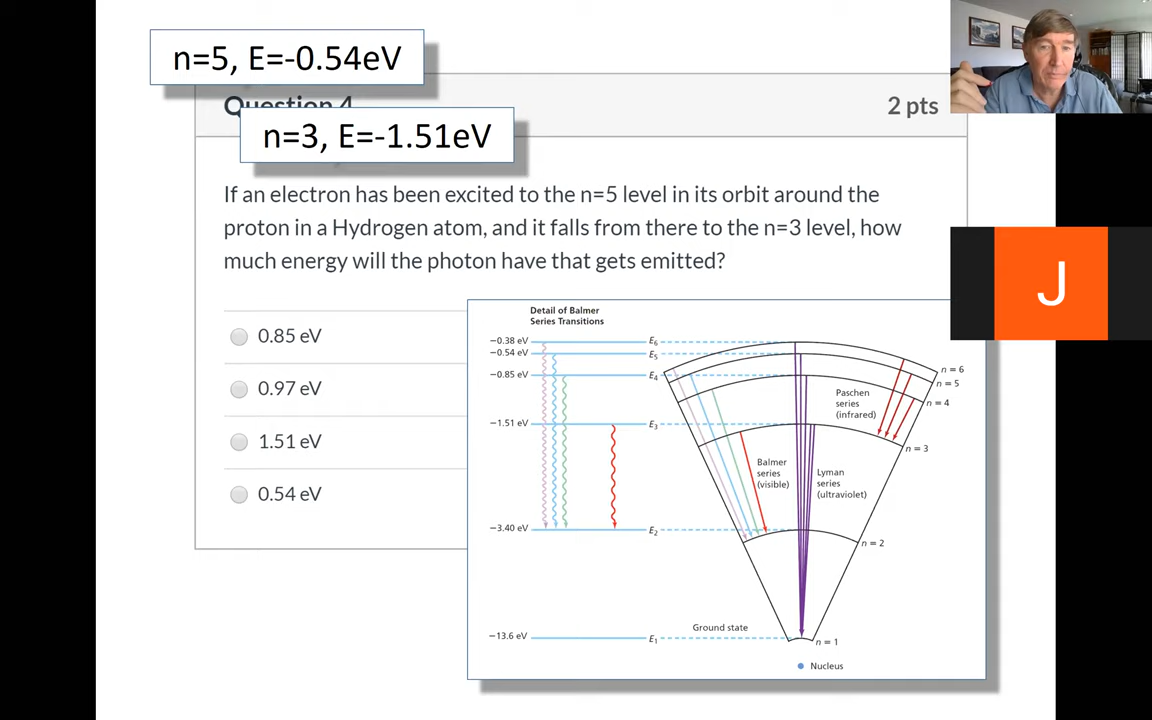 n=5, E=-0.54eV
Question 4
2 pts
n=3, E=-1.51eV
If an electron has been excited to the n=5 level in its orbit around the
proton in a Hydrogen atom, and it falls from there to the n=3 level, how
much energy will the photon have that gets emitted?
0.85 eV
0.97 eV
1.51 eV
0.54 eV
Detail of Balmer
Series Transitions
−0.38 eV
−0.54 eV
−0.85 eV
−1.51 eV
−3.40 eV
−13.6 eV
E6
E5
E4
E3
E2
E1
n = 6
n = 5
n = 4
n = 3
n = 2
n = 1
Paschen
series
(infrared)
Balmer
series
(visible)
Lyman
series
(ultraviolet)
Ground state
Nucleus
J